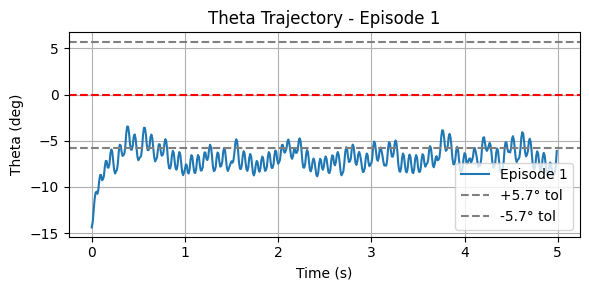 Theta Trajectory - Episode 1
Theta (deg)
5
0
−5
−10
−15
0
1
2
3
4
5
Time (s)
Episode 1
+5.7° tol
-5.7° tol